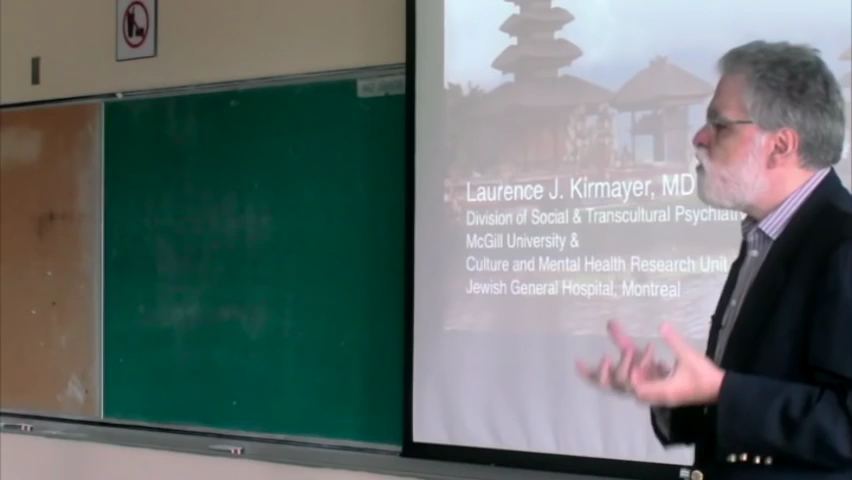 Laurence J. Kirmayer, MD
Division of Social & Transcultural Psychiatr
McGill University &
Culture and Mental Health Research Unit
Jewish General Hospital, Montreal